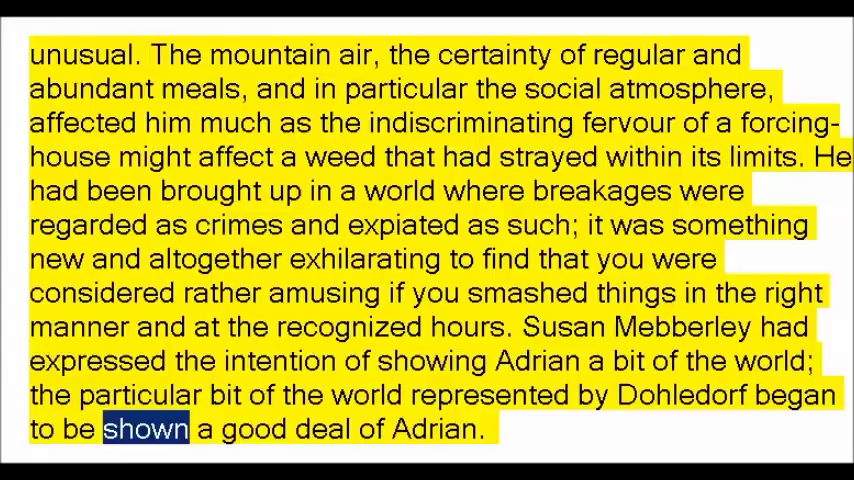 unusual. The mountain air, the certainty of regular and
abundant meals, and in particular the social atmosphere,
affected him much as the indiscriminating fervour of a forcing-
house might affect a weed that had strayed within its limits. He
had been brought up in a world where breakages were
regarded as crimes and expiated as such; it was something
new and altogether exhilarating to find that you were
considered rather amusing if you smashed things in the right
manner and at the recognized hours. Susan Mebberley had
expressed the intention of showing Adrian a bit of the world;
the particular bit of the world represented by Dohledorf began
to be shown a good deal of Adrian.